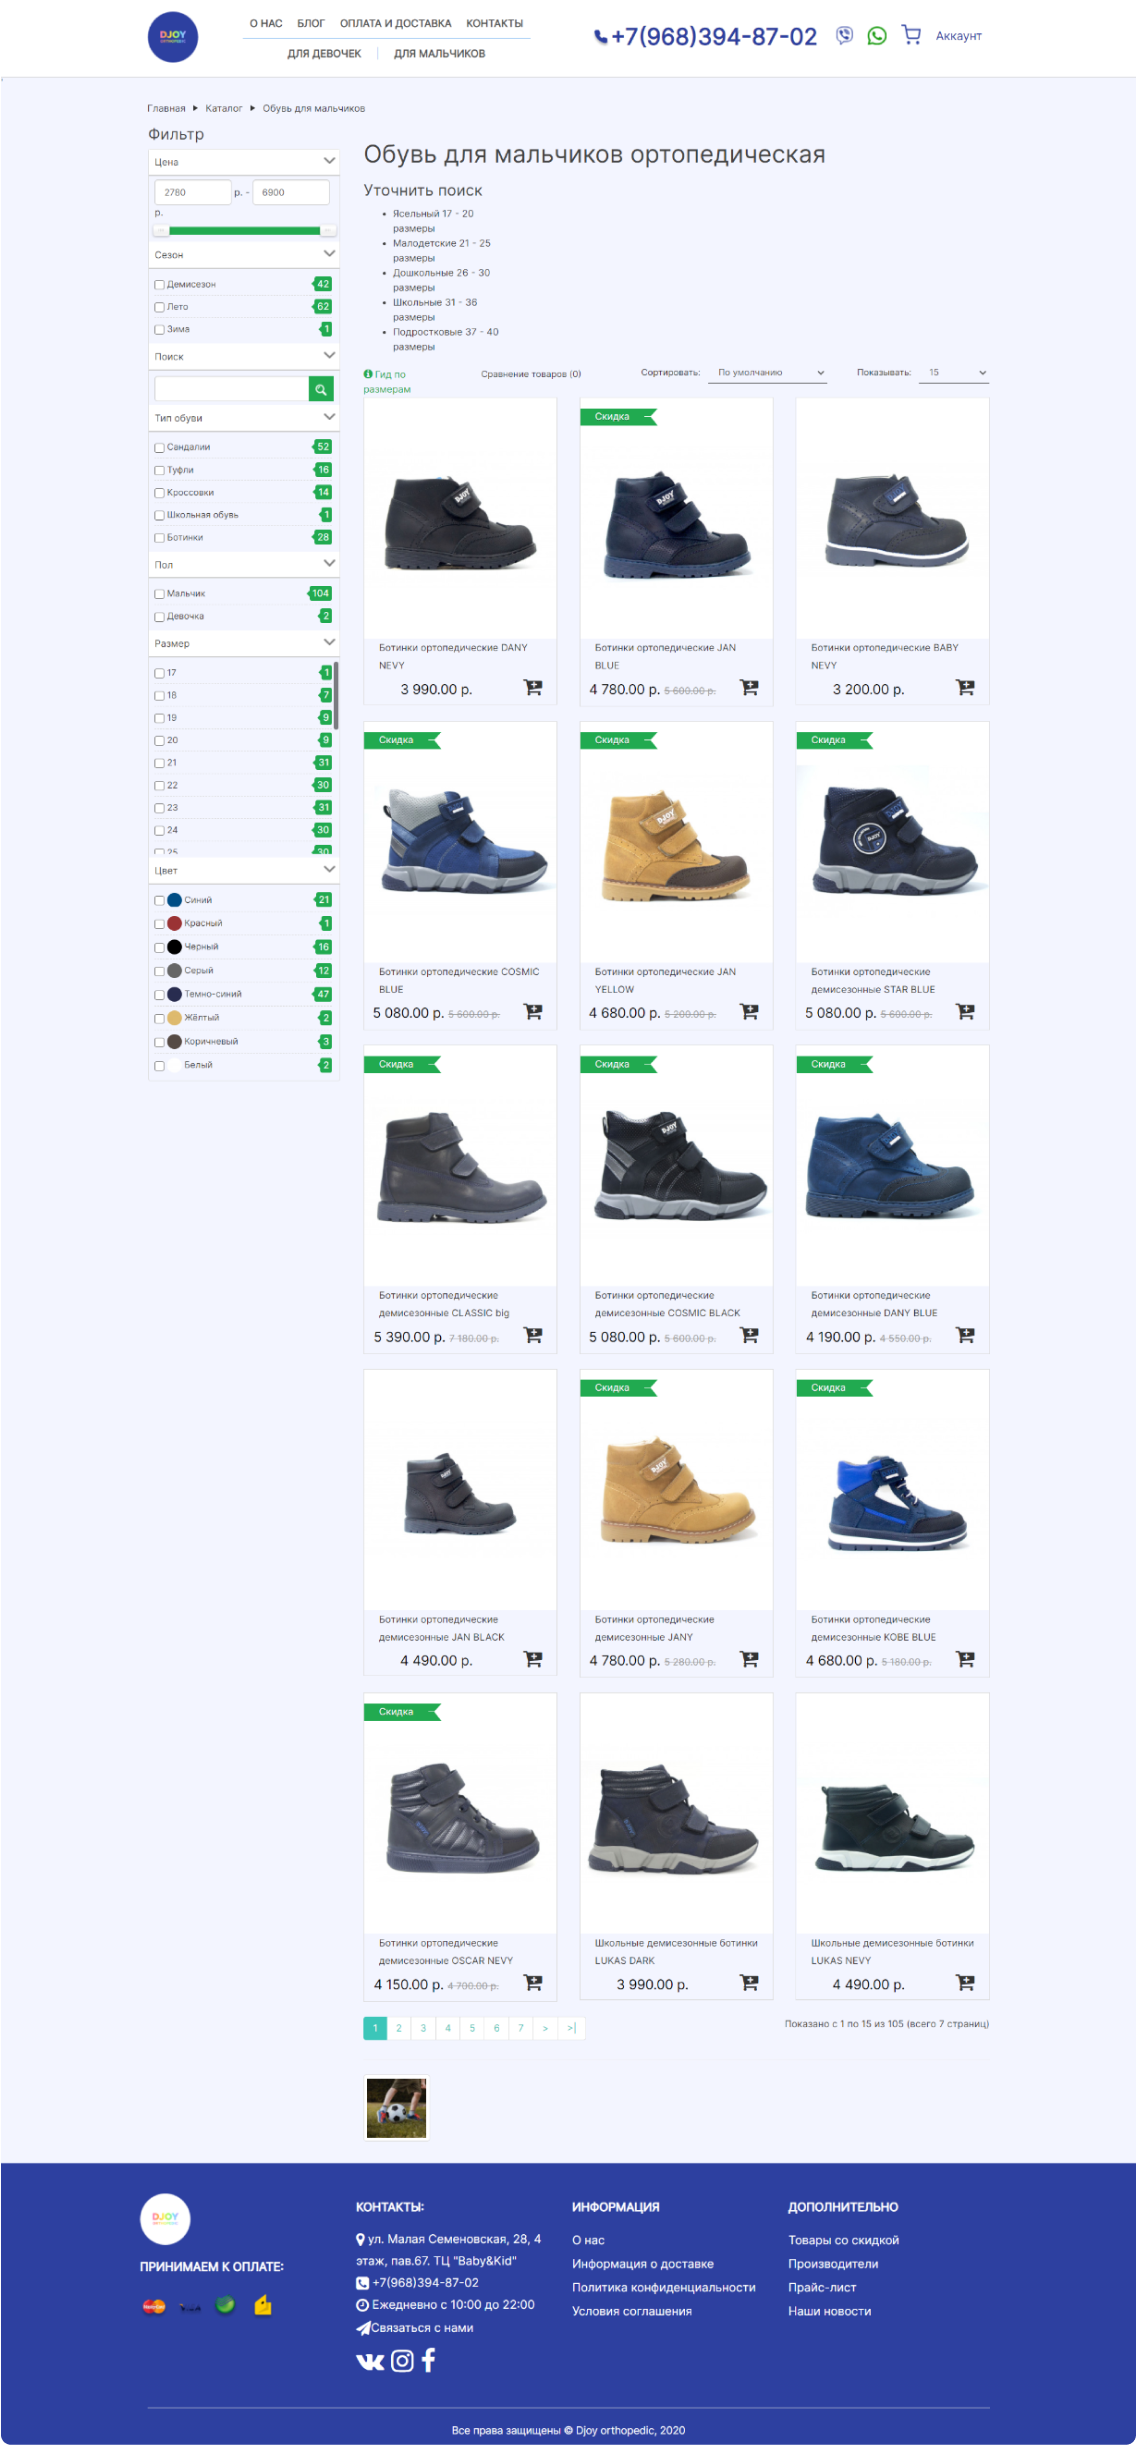 DJOY
ORTHOPEDIC
О НАС БЛОГ ОПЛАТА И ДОСТАВКА КОНТАКТЫ
ДЛЯ ДЕВОЧЕК ДЛЯ МАЛЬЧИКОВ
+7(968)394-87-02 Аккаунт
Главная Каталог Обувь для мальчиков
Фильтр
Цена
2780 р. - 6900
р.
Сезон
Демисезон 42
Лето 62
Зима 1
Поиск
Тип обуви
Сандалии 52
Туфли 16
Кроссовки 14
Школьная обувь 1
Ботинки 28
Пол
Мальчик 104
Девочка 2
Размер
17 1
18 7
19 9
20 9
21 31
22 30
23 31
24 30
25 30
Цвет
Синий 21
Красный 1
Черный 16
Серый 12
Темно-синий 47
Жёлтый 2
Коричневый 3
Белый 2
Обувь для мальчиков ортопедическая
Уточнить поиск
• Ясельный 17 - 20
размеры
• Малодетские 21 - 25
размеры
• Дошкольные 26 - 30
размеры
• Школьные 31 - 36
размеры
• Подростковые 37 - 40
размеры
Гид по
размерам
Сравнение товаров (0)
Сортировать: По умолчанию
Показывать: 15
Скидка
Ботинки ортопедические DANY
NEVY
3 990.00 р.
Ботинки ортопедические JAN
BLUE
4 780.00 р. 5 600.00 р.
Ботинки ортопедические BABY
NEVY
3 200.00 р.
Скидка
Скидка
Скидка
Ботинки ортопедические COSMIC
BLUE
5 080.00 р. 5 600.00 р.
Ботинки ортопедические JAN
YELLOW
4 680.00 р. 5 200.00 р.
Ботинки ортопедические
демисезонные STAR BLUE
5 080.00 р. 5 600.00 р.
Скидка
Скидка
Скидка
Ботинки ортопедические
демисезонные CLASSIC big
5 390.00 р. 7 180.00 р.
Ботинки ортопедические
демисезонные COSMIC BLACK
5 080.00 р. 5 600.00 р.
Ботинки ортопедические
демисезонные DANY BLUE
4 190.00 р. 4 550.00 р.
Скидка
Скидка
Ботинки ортопедические
демисезонные JAN BLACK
4 490.00 р.
Ботинки ортопедические
демисезонные JANY
4 780.00 р. 5 280.00 р.
Ботинки ортопедические
демисезонные KOBE BLUE
4 680.00 р. 5 180.00 р.
Скидка
Ботинки ортопедические
демисезонные OSCAR NEVY
4 150.00 р. 4 700.00 р.
Школьные демисезонные ботинки
LUKAS DARK
3 990.00 р.
Школьные демисезонные ботинки
LUKAS NEVY
4 490.00 р.
1 2 3 4 5 6 7 > >|
Показано с 1 по 15 из 105 (всего 7 страниц)
DJOY
ПРИНИМАЕМ К ОПЛАТЕ:
КОНТАКТЫ:
ул. Малая Семеновская, 28, 4
этаж, пав.67. ТЦ "Baby&Kid"
+7(968)394-87-02
Ежедневно с 10:00 до 22:00
Связаться с нами
ИНФОРМАЦИЯ
О нас
Информация о доставке
Политика конфиденциальности
Условия соглашения
ДОПОЛНИТЕЛЬНО
Товары со скидкой
Производители
Прайс-лист
Наши новости
Все права защищены © Djoy orthopedic, 2020